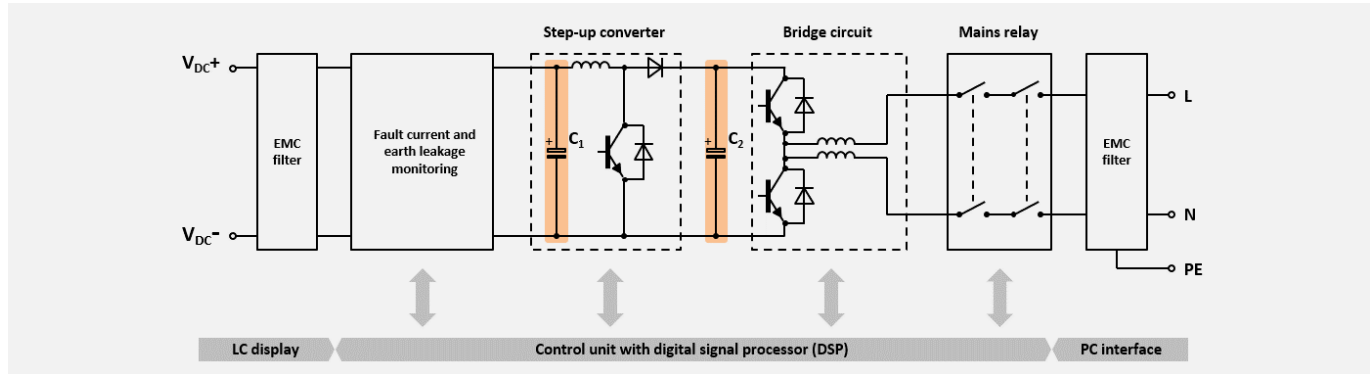 Step-up converter
Bridge circuit
Mains relay
VDC+
EMC
filter
Fault current and
earth leakage
monitoring
+
C1
+
C2
EMC
filter
L
N
VDC-
PE
LC display
Control unit with digital signal processor (DSP)
PC interface